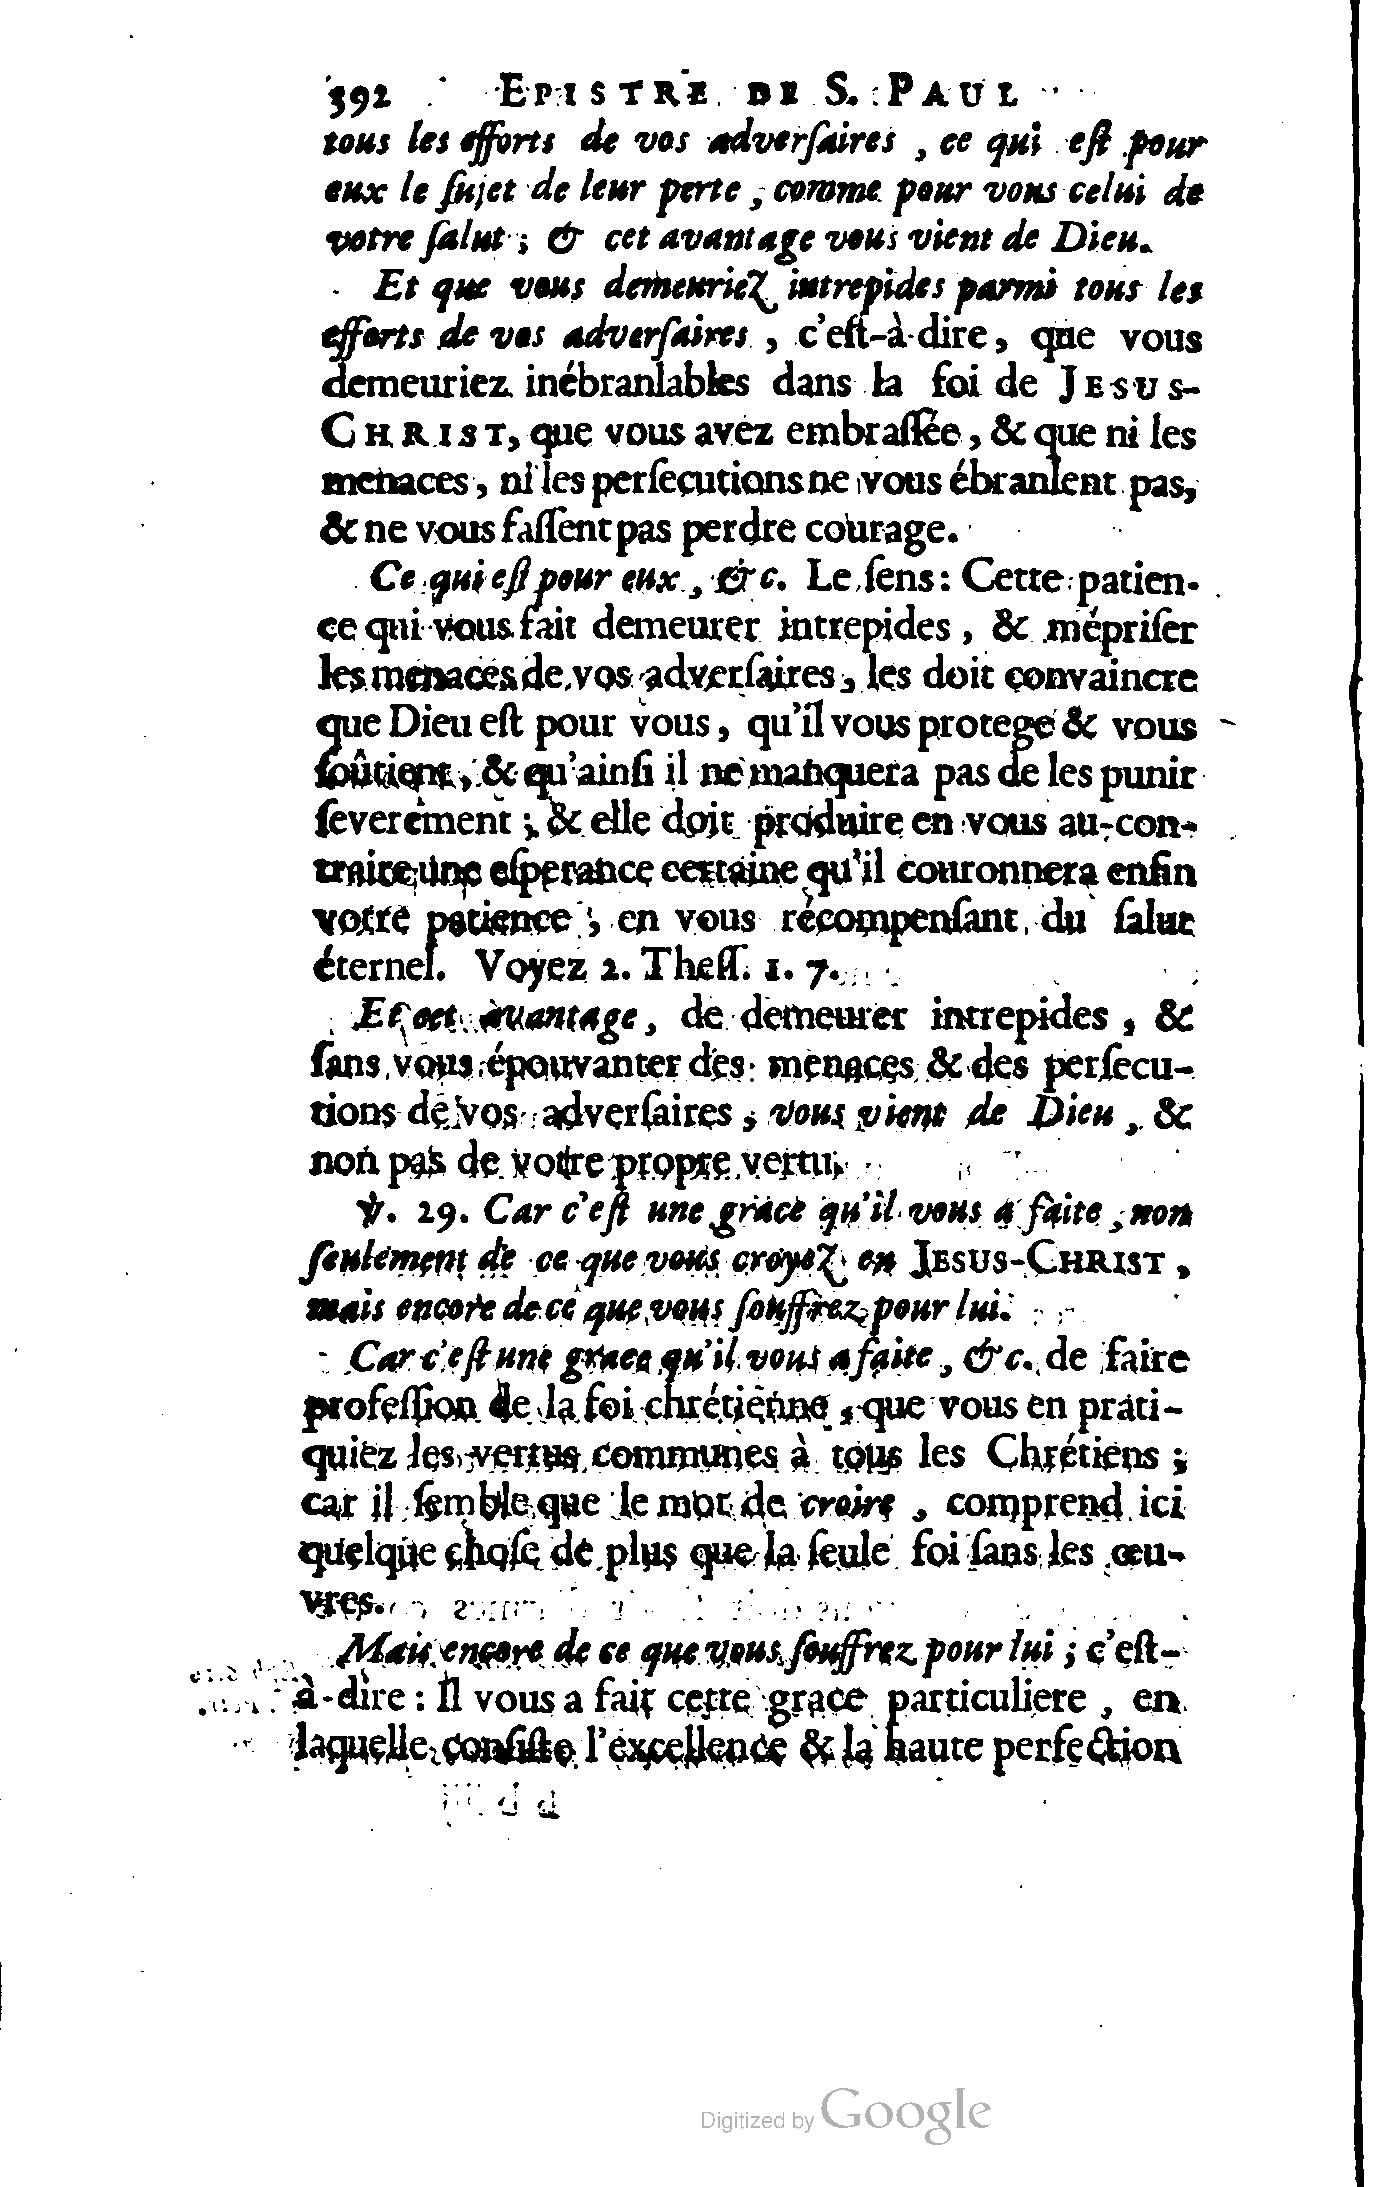 392 EPISTRE DE S. PAUL
tous les efforts de vos adverſaires, ce qui eſt pour
eux le ſujet de leur perte, comme pour vous celui de
votre ſalut; & cet avantage vous vient de Dieu.
Et que vous demeuriez intrepides parmi tous les
efforts de vos adverſaires, c'eſt-à-dire, que vous
demeuriez inébranlables dans la foi de JESUS-
CHRIST, que vous avez embraſſée, & que ni les
menaces, ni les perſecutions ne vous ébranlent pas,
& ne vous faſſent pas perdre courage.
Ce qui eſt pour eux, &c. Le ſens: Cette patien-
ce qui vous fait demeurer intrepides, & mépriſer
les menaces de vos adverſaires, les doit convaincre
que Dieu eſt pour vous, qu'il vous protege & vous
ſoûtient, & qu'ainſi il ne manquera pas de les punir
ſeverement; & elle doit produire en vous au-con-
traire une eſperance certaine qu'il couronnera enfin
votre patience, en vous récompenſant du ſalut
éternel. Voyez 2. Theſſ. 1. 7.
Et cet avantage, de demeurer intrepides, &
ſans vous épouvanter des menaces & des perſecu-
tions de vos adverſaires, vous vient de Dieu, &
non pas de votre propre vertu.
℣. 29. Car c'eſt une grace qu'il vous a faite, non
ſeulement de ce que vous croyez en JESUS-CHRIST,
mais encore de ce que vous ſouffrez pour lui.
Car c'eſt une grace qu'il vous a faite, &c. de faire
profeſſion de la foi chrétienne, que vous en prati-
quiez les vertus communes à tous les Chrétiens;
car il ſemble que le mot de croire, comprend ici
quelque choſe de plus que la ſeule foi ſans les œu-
vres.
Mais encore de ce que vous ſouffrez pour lui; c'eſt-
à-dire: Il vous a fait cette grace particuliere, en
laquelle conſiſte l'excellence & la haute perfection
Digitized by Google